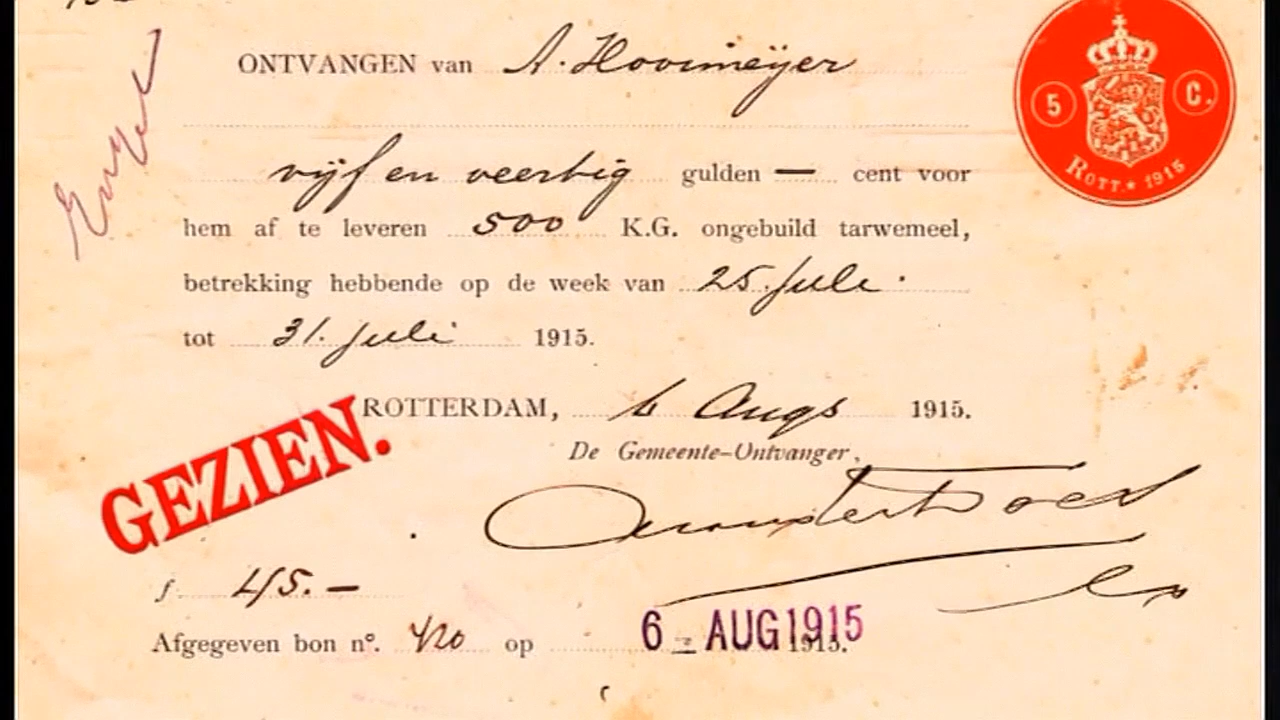 ONTVANGEN van A. Hooimeijer
vijf en veertig gulden — cent voor
hem af te leveren 500 K.G. ongebuild tarwemeel,
betrekking hebbende op de week van 25 Juli
tot 31. Juli 1915.
ROTTERDAM, 6 Augs 1915.
De Gemeente-Ontvanger,
GEZIEN.
f 45.—
Afgegeven bon n°. 420 op 6 - AUG 1915 1915.
5 C.
ROTT.* 1915